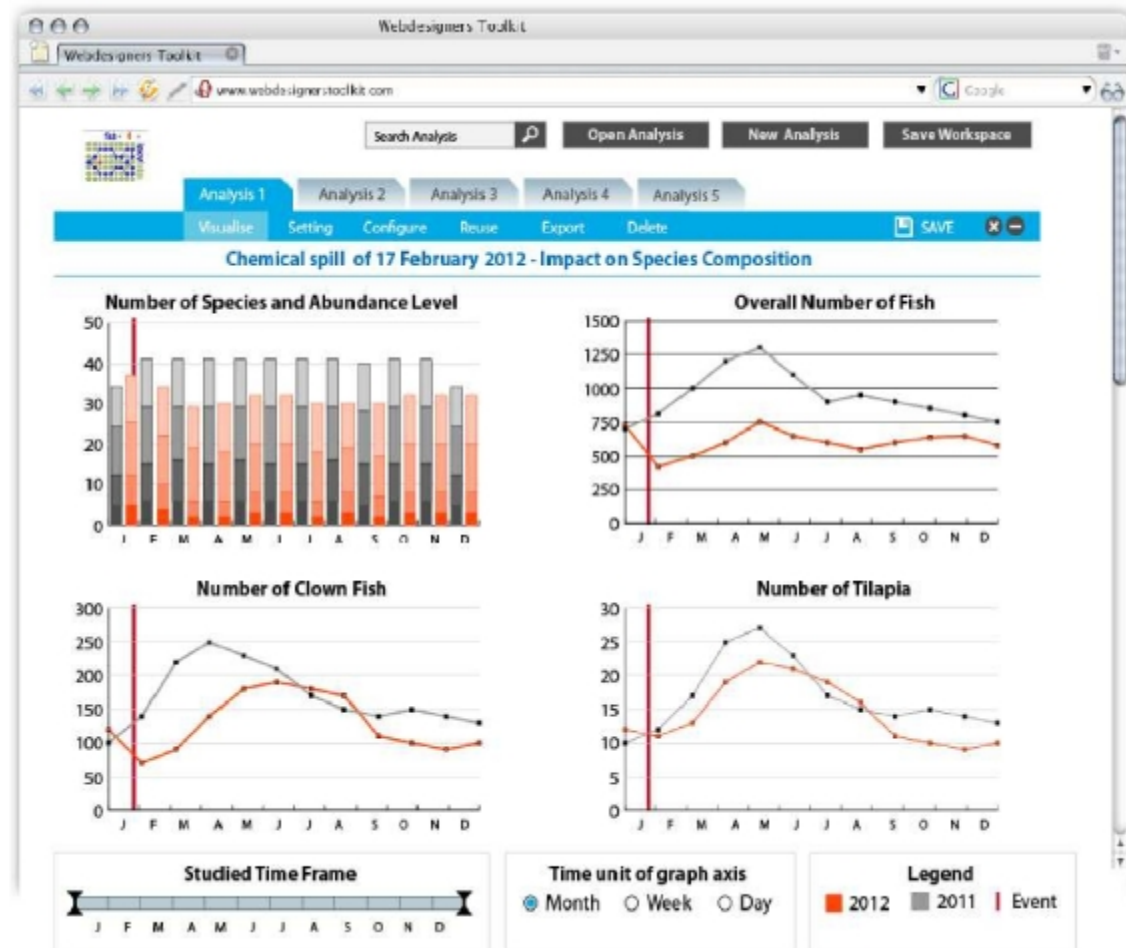 Webdesigners Toolkit
Webdesigners Toolkit
www.webdesignerstoolkit.com
Google
Search Analysis
Open Analysis
New Analysis
Save Workspace
Analysis 1
Analysis 2
Analysis 3
Analysis 4
Analysis 5
Visualise
Setting
Configure
Reuse
Export
Delete
SAVE
Chemical spill of 17 February 2012 - Impact on Species Composition
Number of Species and Abundance Level
50
40
30
20
10
0
J F M A M J J A S O N D
Overall Number of Fish
1500
1250
1000
750
500
250
0
J F M A M J J A S O N D
Number of Clown Fish
300
250
200
150
100
50
0
J F M A M J J A S O N D
Number of Tilapia
30
25
20
15
10
5
0
J F M A M J J A S O N D
Studied Time Frame
J F M A M J J A S O N D
Time unit of graph axis
Month Week Day
Legend
2012 2011 Event